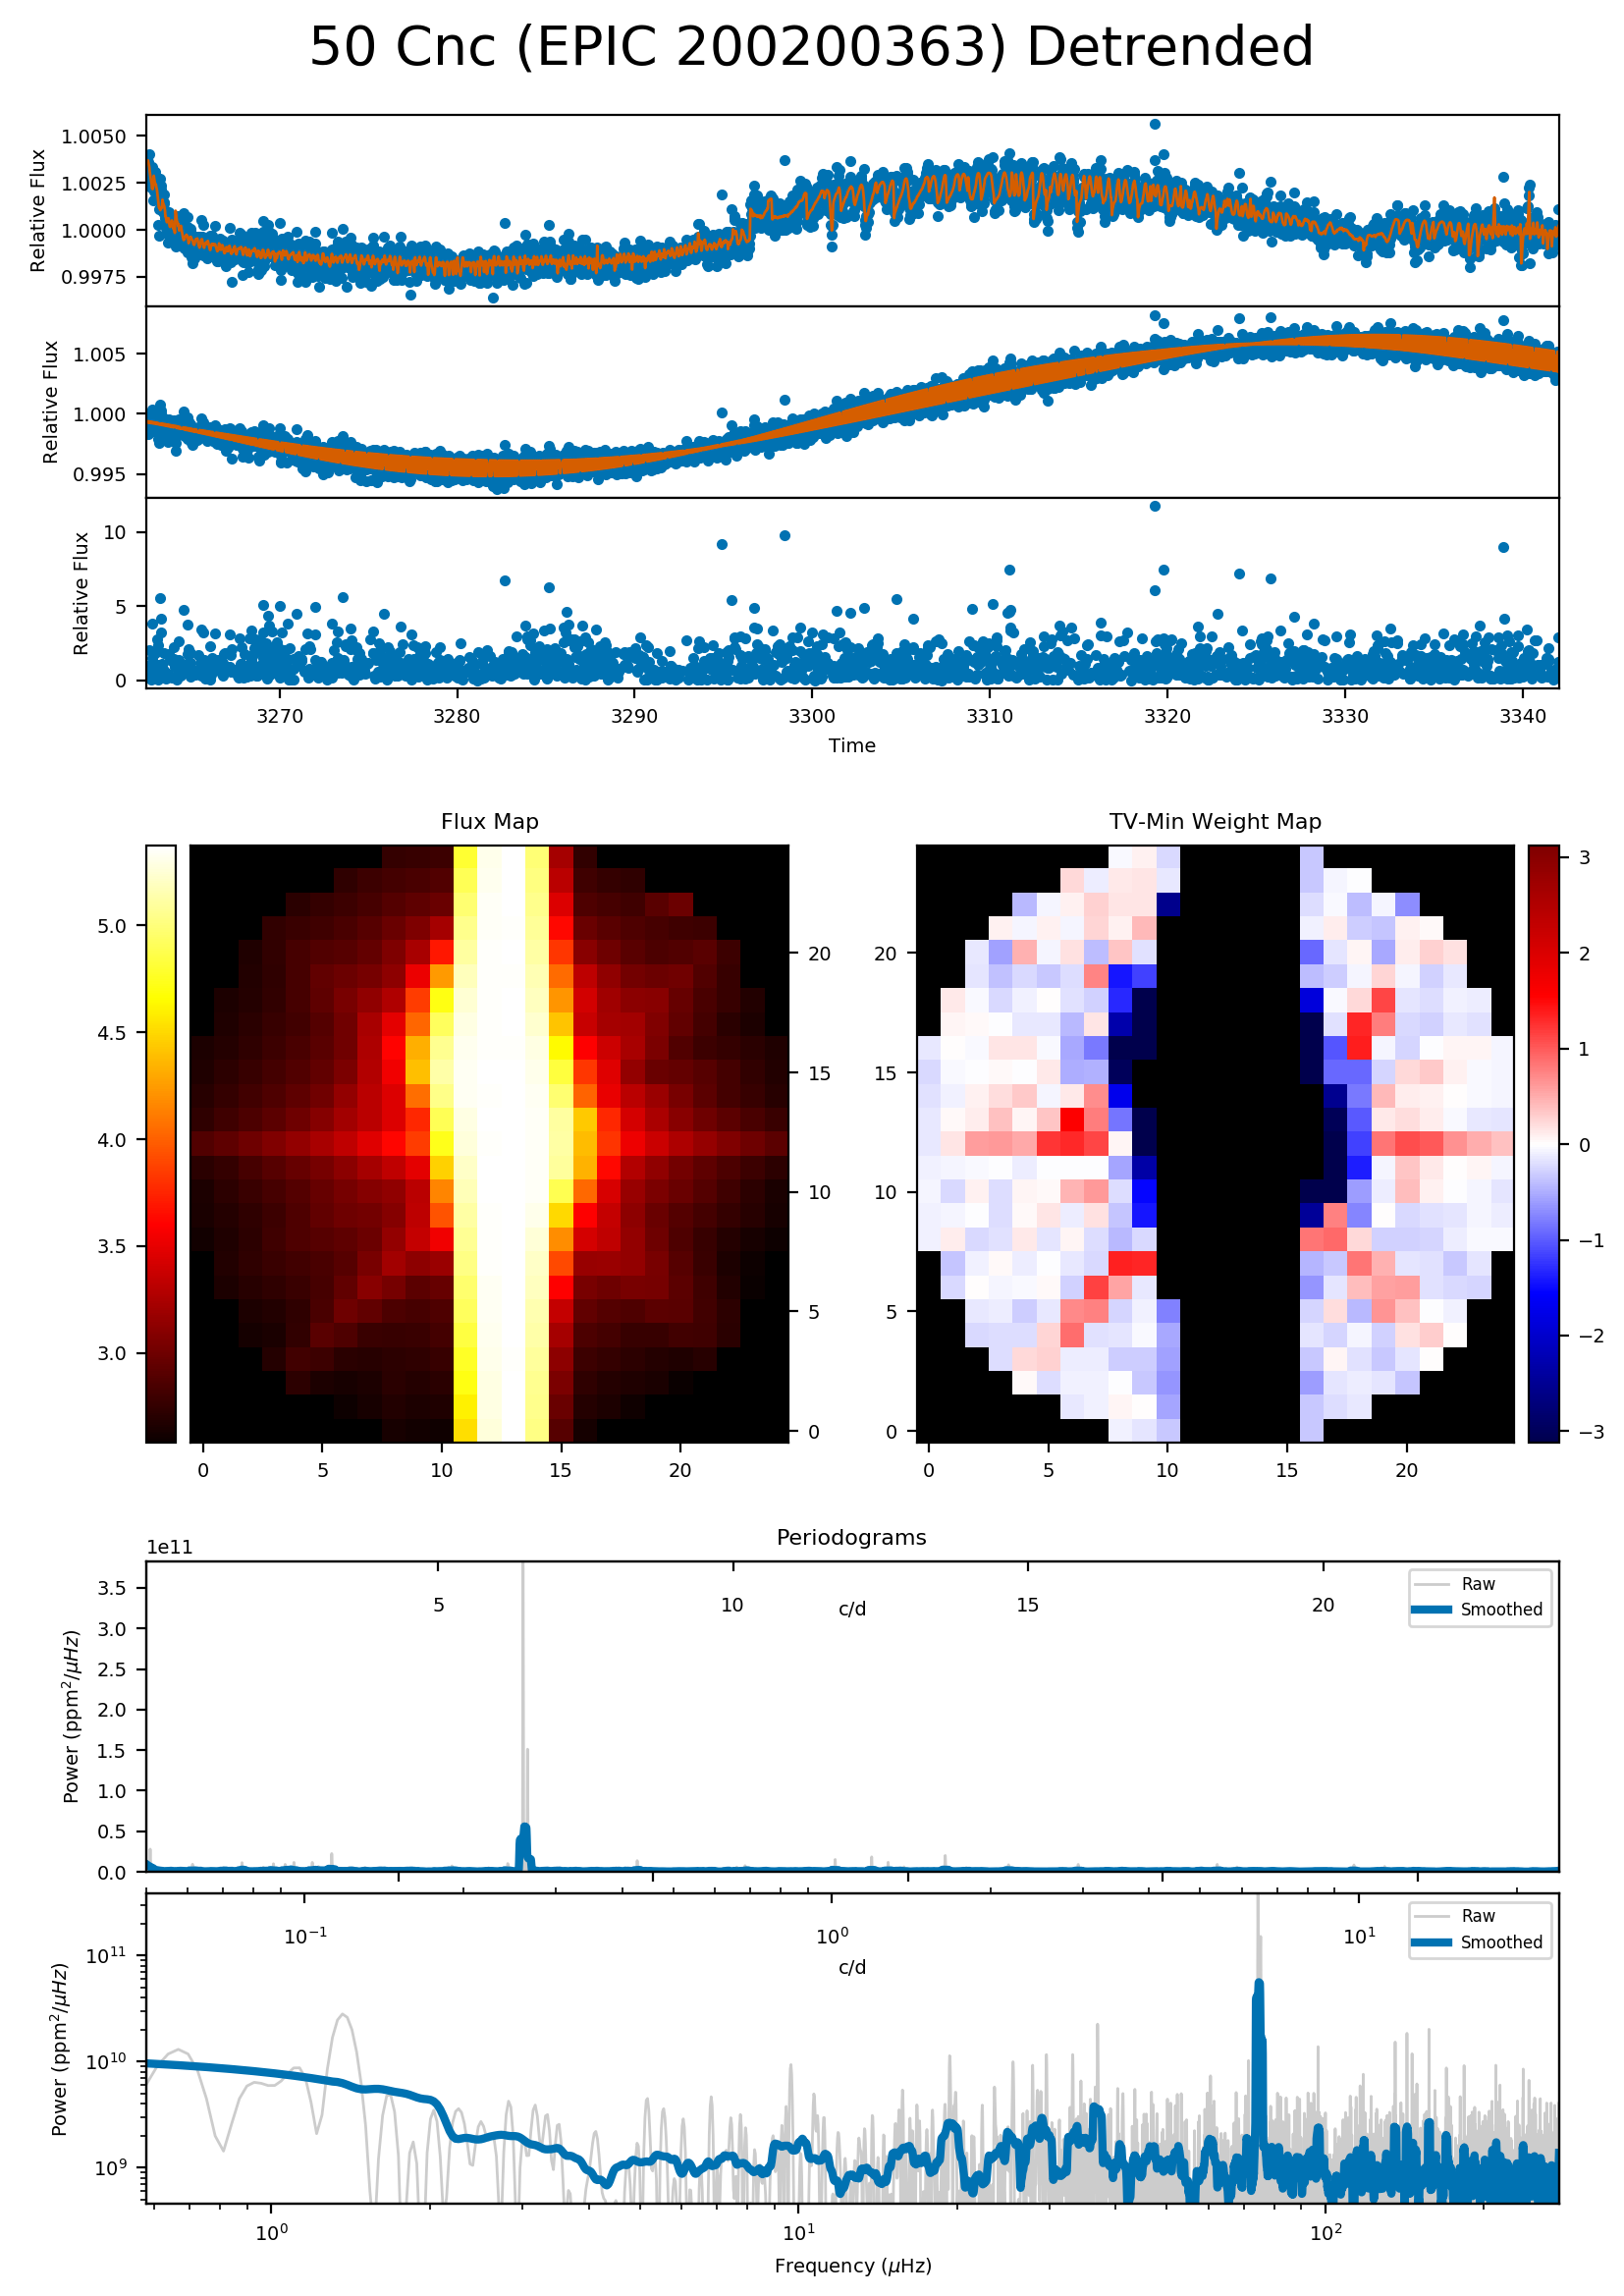 50 Cnc (EPIC 200200363) Detrended
Relative Flux
1.0050
1.0025
1.0000
0.9975
Relative Flux
1.005
1.000
0.995
Relative Flux
10
5
0
3270 3280 3290 3300 3310 3320 3330 3340
Time
Flux Map
5.0
4.5
4.0
3.5
3.0
20
15
10
5
0
0 5 10 15 20
TV-Min Weight Map
20
15
10
5
0
0 5 10 15 20
3
2
1
0
−1
−2
−3
Periodograms
1e11
Power (ppm²/μHz)
3.5
3.0
2.5
2.0
1.5
1.0
0.5
0.0
5 10 15 20
c/d
Raw
Smoothed
Power (ppm²/μHz)
10¹¹
10¹⁰
10⁹
10⁻¹ 10⁰ 10¹
c/d
Raw
Smoothed
10⁰ 10¹ 10²
Frequency (μHz)